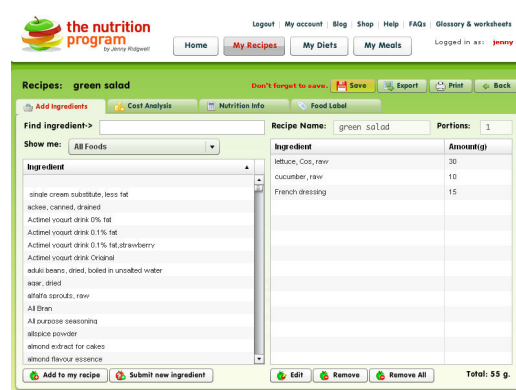 the nutrition
program
by Jenny Ridgwell
Logout | My account | Blog | Shop | Help | FAQs | Glossary & worksheets
Home
My Recipes
My Diets
My Meals
Logged in as: jenny
Recipes: green salad
Don't forget to save.
Save
Export
Print
Back
Add Ingredients
Cost Analysis
Nutrition Info
Food Label
Find ingredient->
Recipe Name: green salad
Portions: 1
Show me: All Foods
Ingredient
single cream substitute, less fat
ackee, canned, drained
Actimel yogurt drink 0% fat
Actimel yogurt drink 0.1% fat
Actimel yogurt drink 0.1% fat,strawberry
Actimel yogurt drink Original
aduki beans, dried, boiled in unsalted water
agar, dried
alfalfa sprouts, raw
All Bran
All purpose seasoning
allspice powder
almond extract for cakes
almond flavour essence
Ingredient Amount(g)
lettuce, Cos, raw 30
cucumber, raw 10
French dressing 15
Add to my recipe
Submit new ingredient
Edit
Remove
Remove All
Total: 55 g.